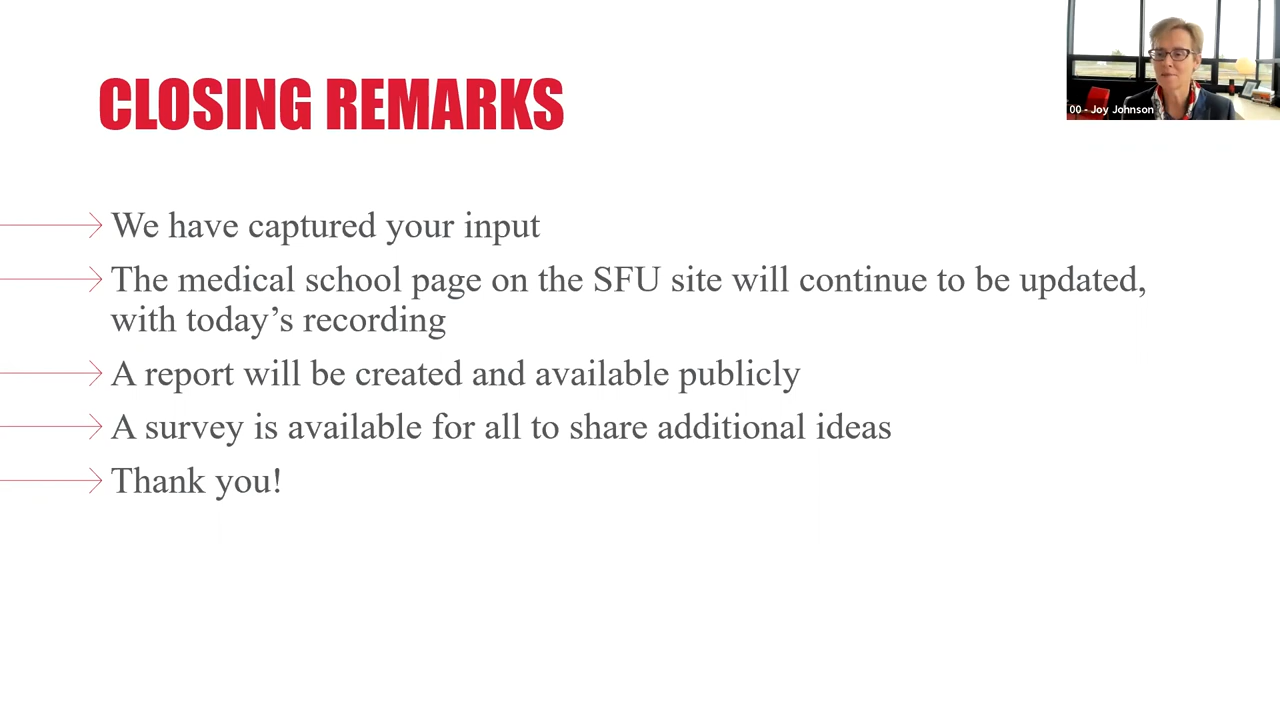 CLOSING REMARKS
00 - Joy Johnson
We have captured your input
The medical school page on the SFU site will continue to be updated,
with today’s recording
A report will be created and available publicly
A survey is available for all to share additional ideas
Thank you!